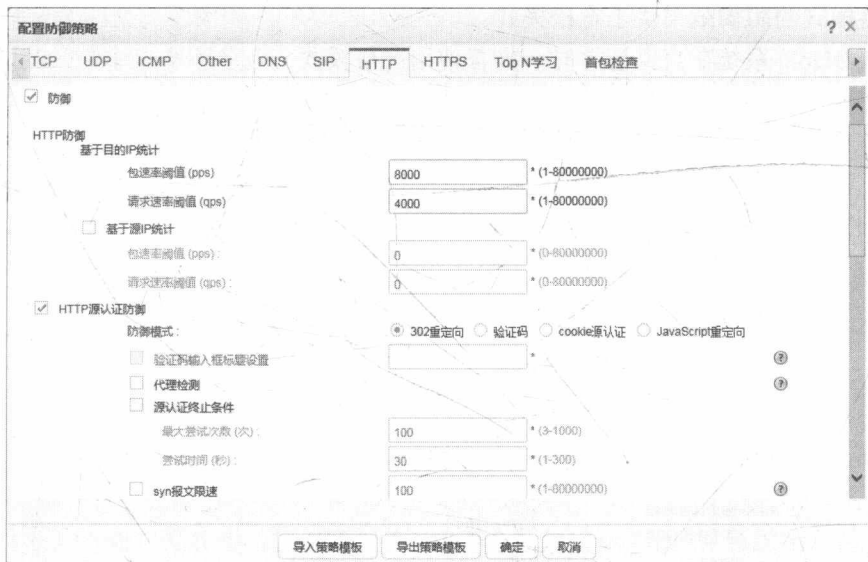 配置防御策略 ? ×
TCP UDP ICMP Other DNS SIP HTTP HTTPS Top N学习 首包检查
防御
HTTP防御
基于目的IP统计
包速率阈值 (pps) 8000 * (1-80000000)
请求速率阈值 (qps) 4000 * (1-80000000)
基于源IP统计
包速率阈值 (pps) : 0 * (0-80000000)
请求速率阈值 (qps) : 0 * (0-80000000)
HTTP源认证防御
防御模式 : 302重定向 验证码 cookie源认证 JavaScript重定向
验证码输入框标题设置 * ?
代理检测 ?
源认证终止条件
最大尝试次数 (次) : 100 * (3-1000)
尝试时间 (秒) : 30 * (1-300)
syn报文限速 100 * (1-80000000) ?
导入策略模板 导出策略模板 确定 取消